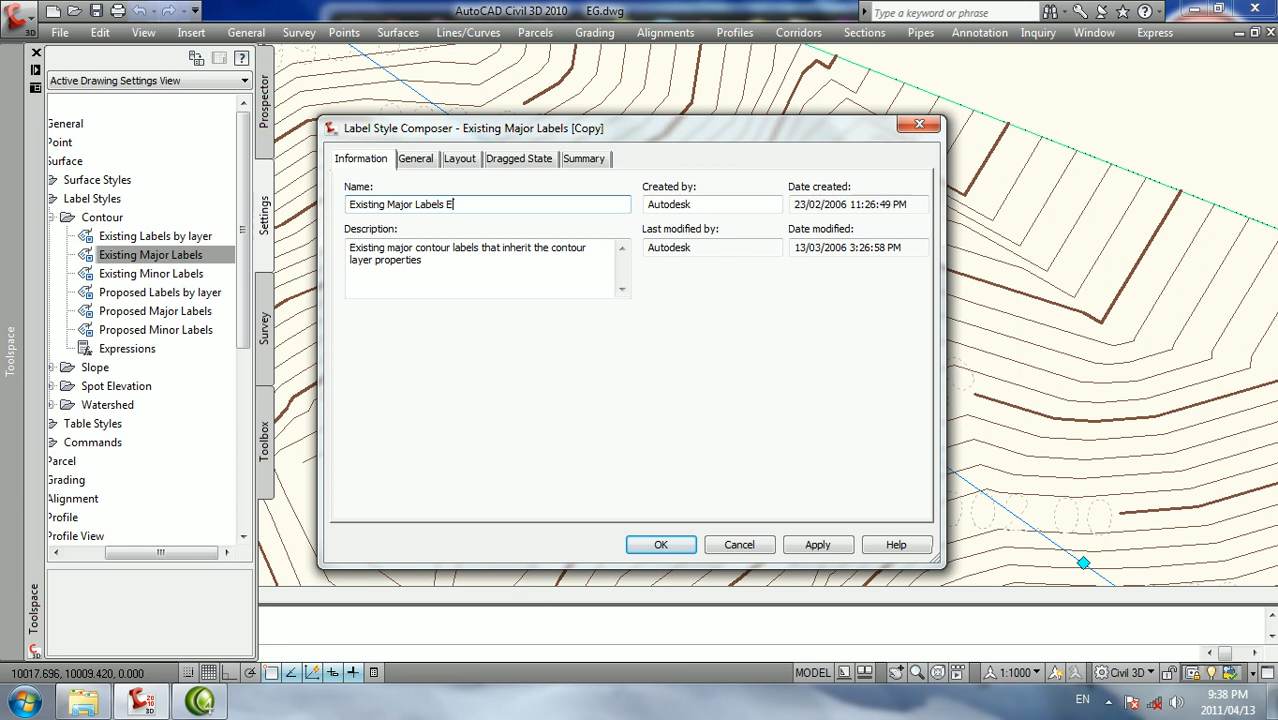 AutoCAD Civil 3D 2010 EG.dwg
Type a keyword or phrase
File Edit View Insert General Survey Points Surfaces Lines/Curves Parcels Grading Alignments Profiles Corridors Sections Pipes Annotation Inquiry Window Express
Active Drawing Settings View
General
Point
Surface
Surface Styles
Label Styles
Contour
Existing Labels by layer
Existing Major Labels
Existing Minor Labels
Proposed Labels by layer
Proposed Major Labels
Proposed Minor Labels
Expressions
Slope
Spot Elevation
Watershed
Table Styles
Commands
Parcel
Grading
Alignment
Profile
Profile View
Prospector
Settings
Survey
Toolbox
Toolspace
Toolspace
Label Style Composer - Existing Major Labels [Copy]
Information General Layout Dragged State Summary
Name: Created by: Date created:
Existing Major Labels E Autodesk 23/02/2006 11:26:49 PM
Description: Last modified by: Date modified:
Existing major contour labels that inherit the contour
layer properties
Autodesk 13/03/2006 3:26:58 PM
OK Cancel Apply Help
10017.696, 10009.420, 0.000
MODEL 1:1000 Civil 3D
EN 9:38 PM
2011/04/13